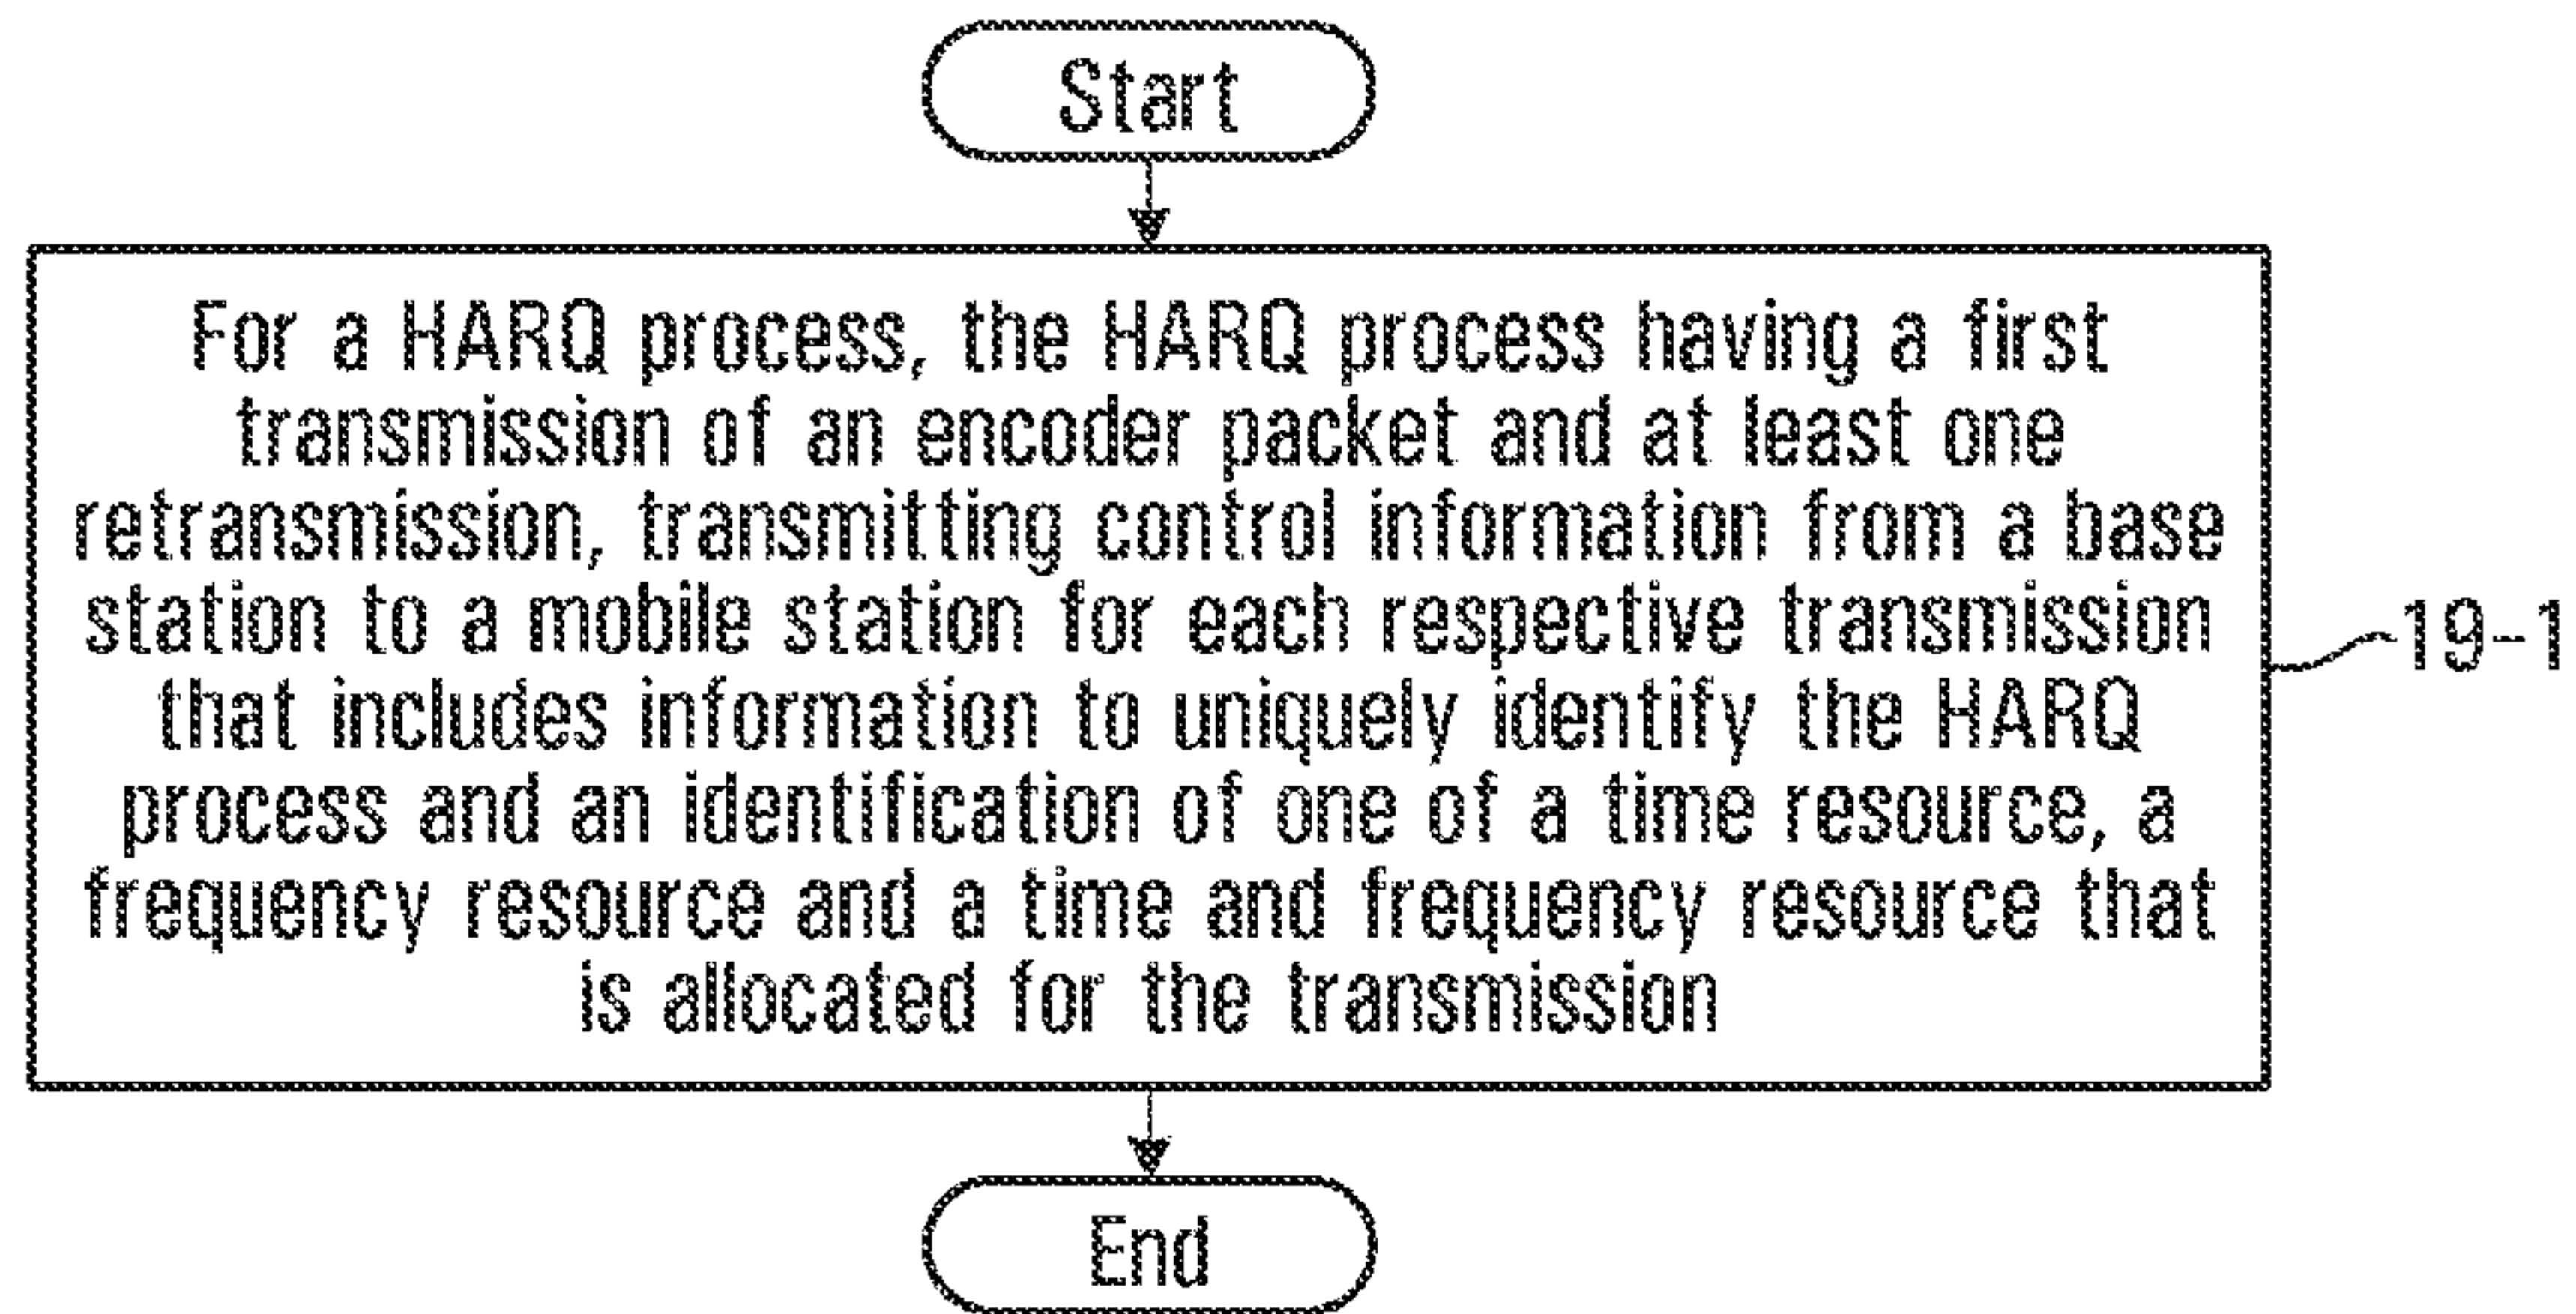 Start
For a HARQ process, the HARQ process having a first
transmission of an encoder packet and at least one
retransmission, transmitting control information from a base
station to a mobile station for each respective transmission
that includes information to uniquely identify the HARQ
process and an identification of one of a time resource, a
frequency resource and a time and frequency resource that
is allocated for the transmission
19-1
End